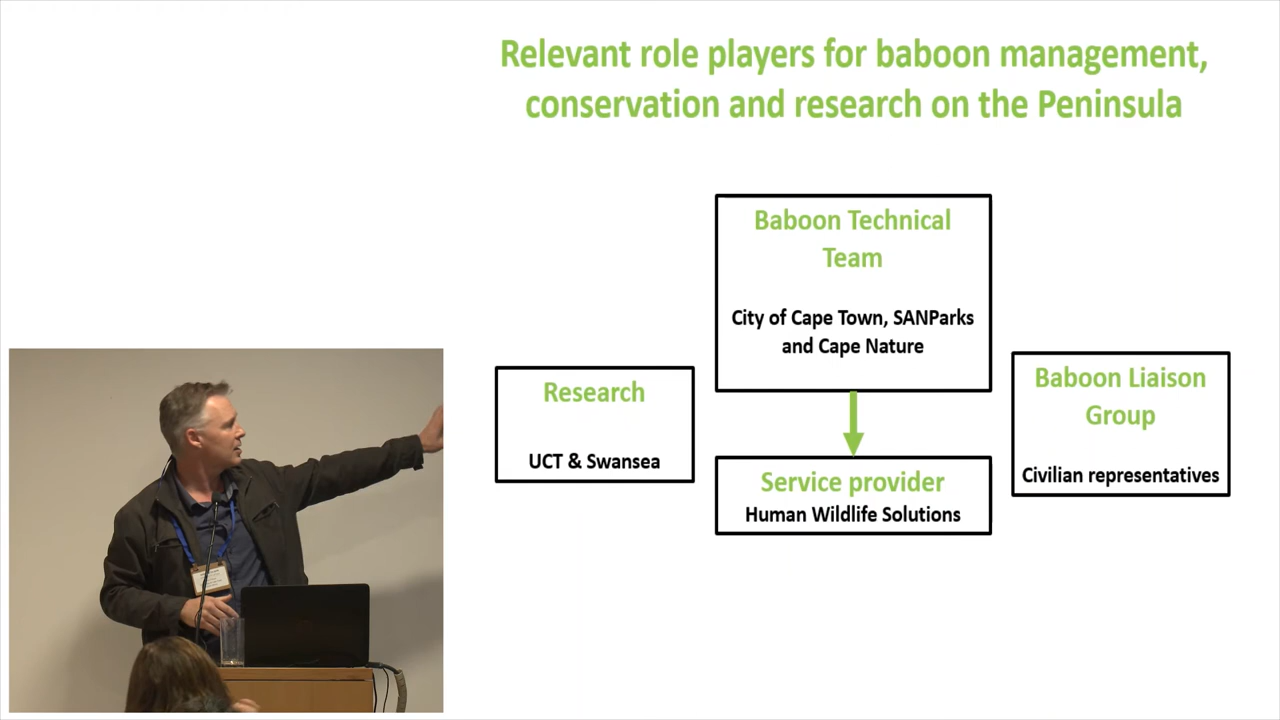 Relevant role players for baboon management,
conservation and research on the Peninsula
Baboon Technical
Team
City of Cape Town, SANParks
and Cape Nature
Research
UCT & Swansea
Baboon Liaison
Group
Civilian representatives
Service provider
Human Wildlife Solutions